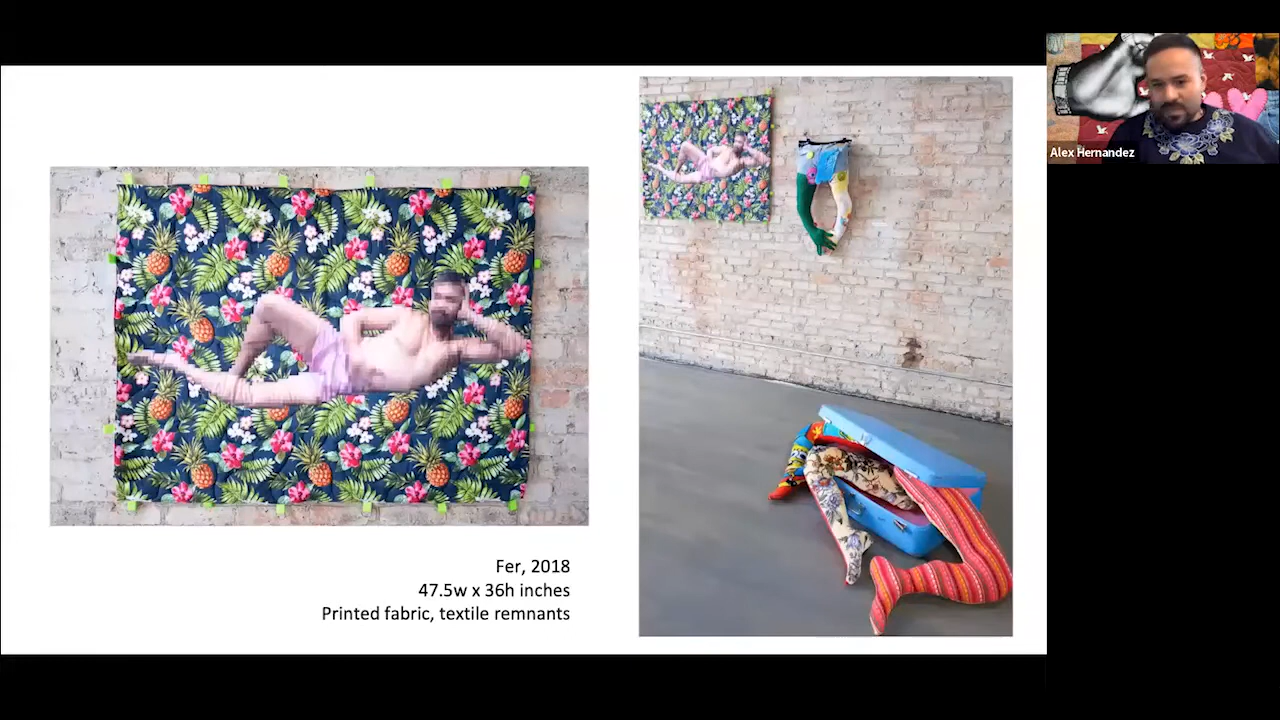 Alex Hernandez
Fer, 2018
47.5w x 36h inches
Printed fabric, textile remnants